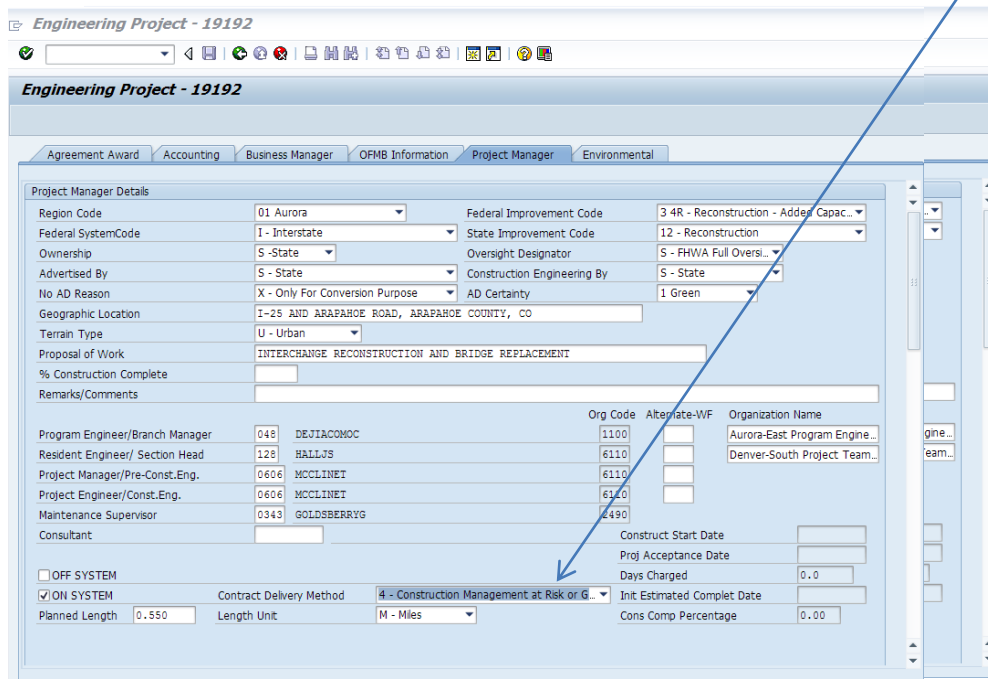 Engineering Project - 19192
Engineering Project - 19192
Agreement Award Accounting Business Manager OFMB Information Project Manager Environmental
Project Manager Details
Region Code 01 Aurora Federal Improvement Code 3 4R - Reconstruction - Added Capac...
Federal SystemCode I - Interstate State Improvement Code 12 - Reconstruction
Ownership S -State Oversight Designator S - FHWA Full Oversi...
Advertised By S - State Construction Engineering By S - State
No AD Reason X - Only For Conversion Purpose AD Certainty 1 Green
Geographic Location I-25 AND ARAPAHOE ROAD, ARAPAHOE COUNTY, CO
Terrain Type U - Urban
Proposal of Work INTERCHANGE RECONSTRUCTION AND BRIDGE REPLACEMENT
% Construction Complete
Remarks/Comments
Org Code Alternate-WF Organization Name
Program Engineer/Branch Manager 048 DEJIACOMOC 1100 Aurora-East Program Engine... gine...
Resident Engineer/ Section Head 128 HALLJS 6110 Denver-South Project Team... eam...
Project Manager/Pre-Const.Eng. 0606 MCCLINET 6110
Project Engineer/Const.Eng. 0606 MCCLINET 6110
Maintenance Supervisor 0343 GOLDSBERRYG 2490
Consultant Construct Start Date
Proj Acceptance Date
OFF SYSTEM Days Charged 0.0
ON SYSTEM Contract Delivery Method 4 - Construction Management at Risk or G... Init Estimated Complet Date
Planned Length 0.550 Length Unit M - Miles Cons Comp Percentage 0.00